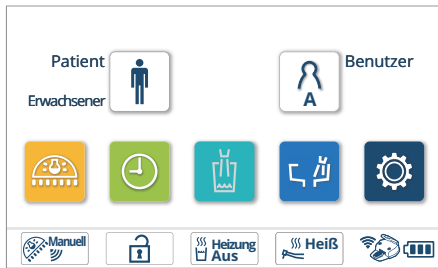 Patient
Benutzer
Erwachsener
A
Manuell
Heizung
Aus
Heiß